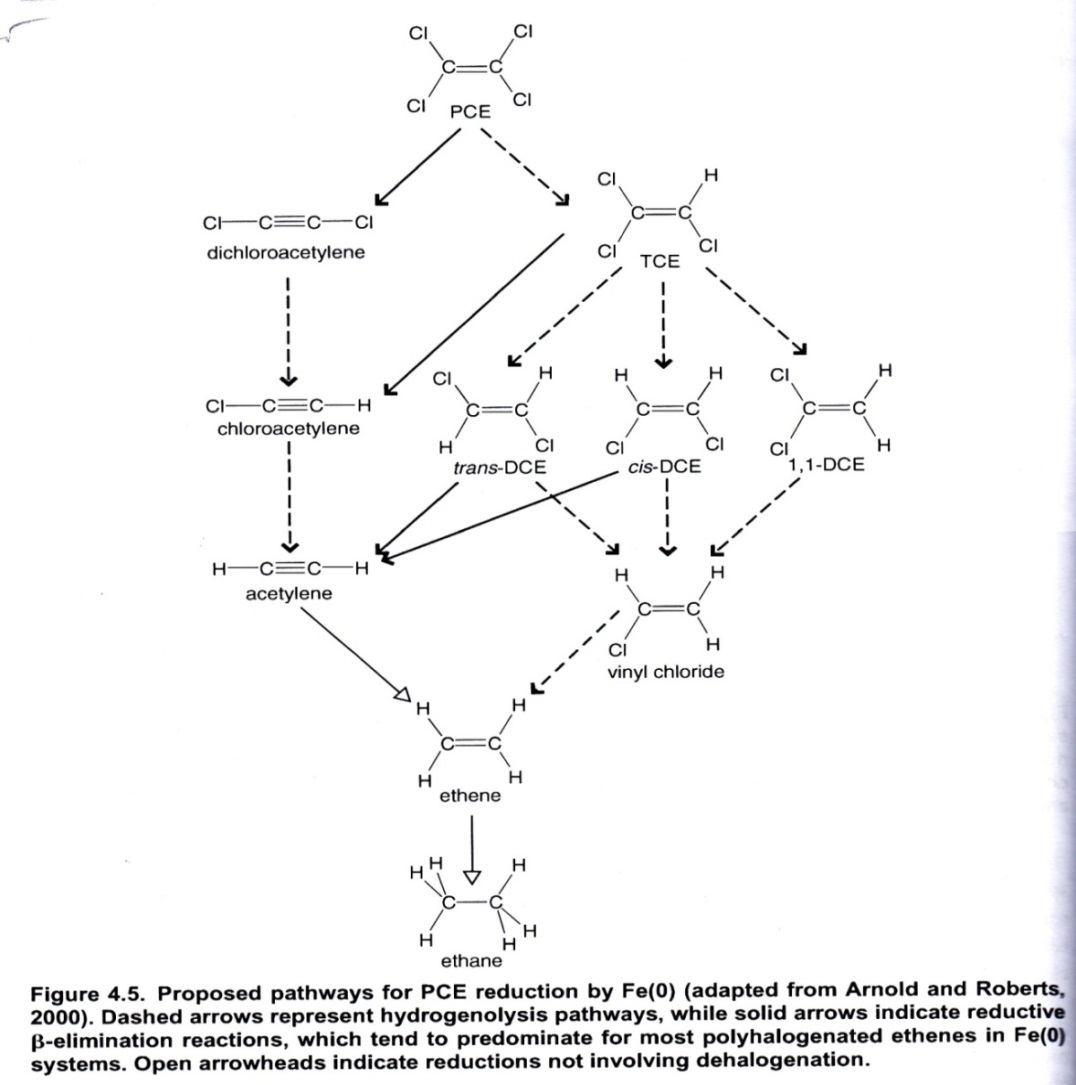 Cl Cl
C=C
Cl Cl
PCE
Cl H
C=C
Cl Cl
TCE
Cl—C≡C—Cl
dichloroacetylene
Cl—C≡C—H
chloroacetylene
Cl H
C=C
H Cl
trans-DCE
H H
C=C
Cl Cl
cis-DCE
Cl H
C=C
Cl H
1,1-DCE
H—C≡C—H
acetylene
H H
C=C
Cl H
vinyl chloride
H H
C=C
H H
ethene
H H H
C—C
H H H
ethane
Figure 4.5. Proposed pathways for PCE reduction by Fe(0) (adapted from Arnold and Roberts,
2000). Dashed arrows represent hydrogenolysis pathways, while solid arrows indicate reductive
β-elimination reactions, which tend to predominate for most polyhalogenated ethenes in Fe(0)
systems. Open arrowheads indicate reductions not involving dehalogenation.